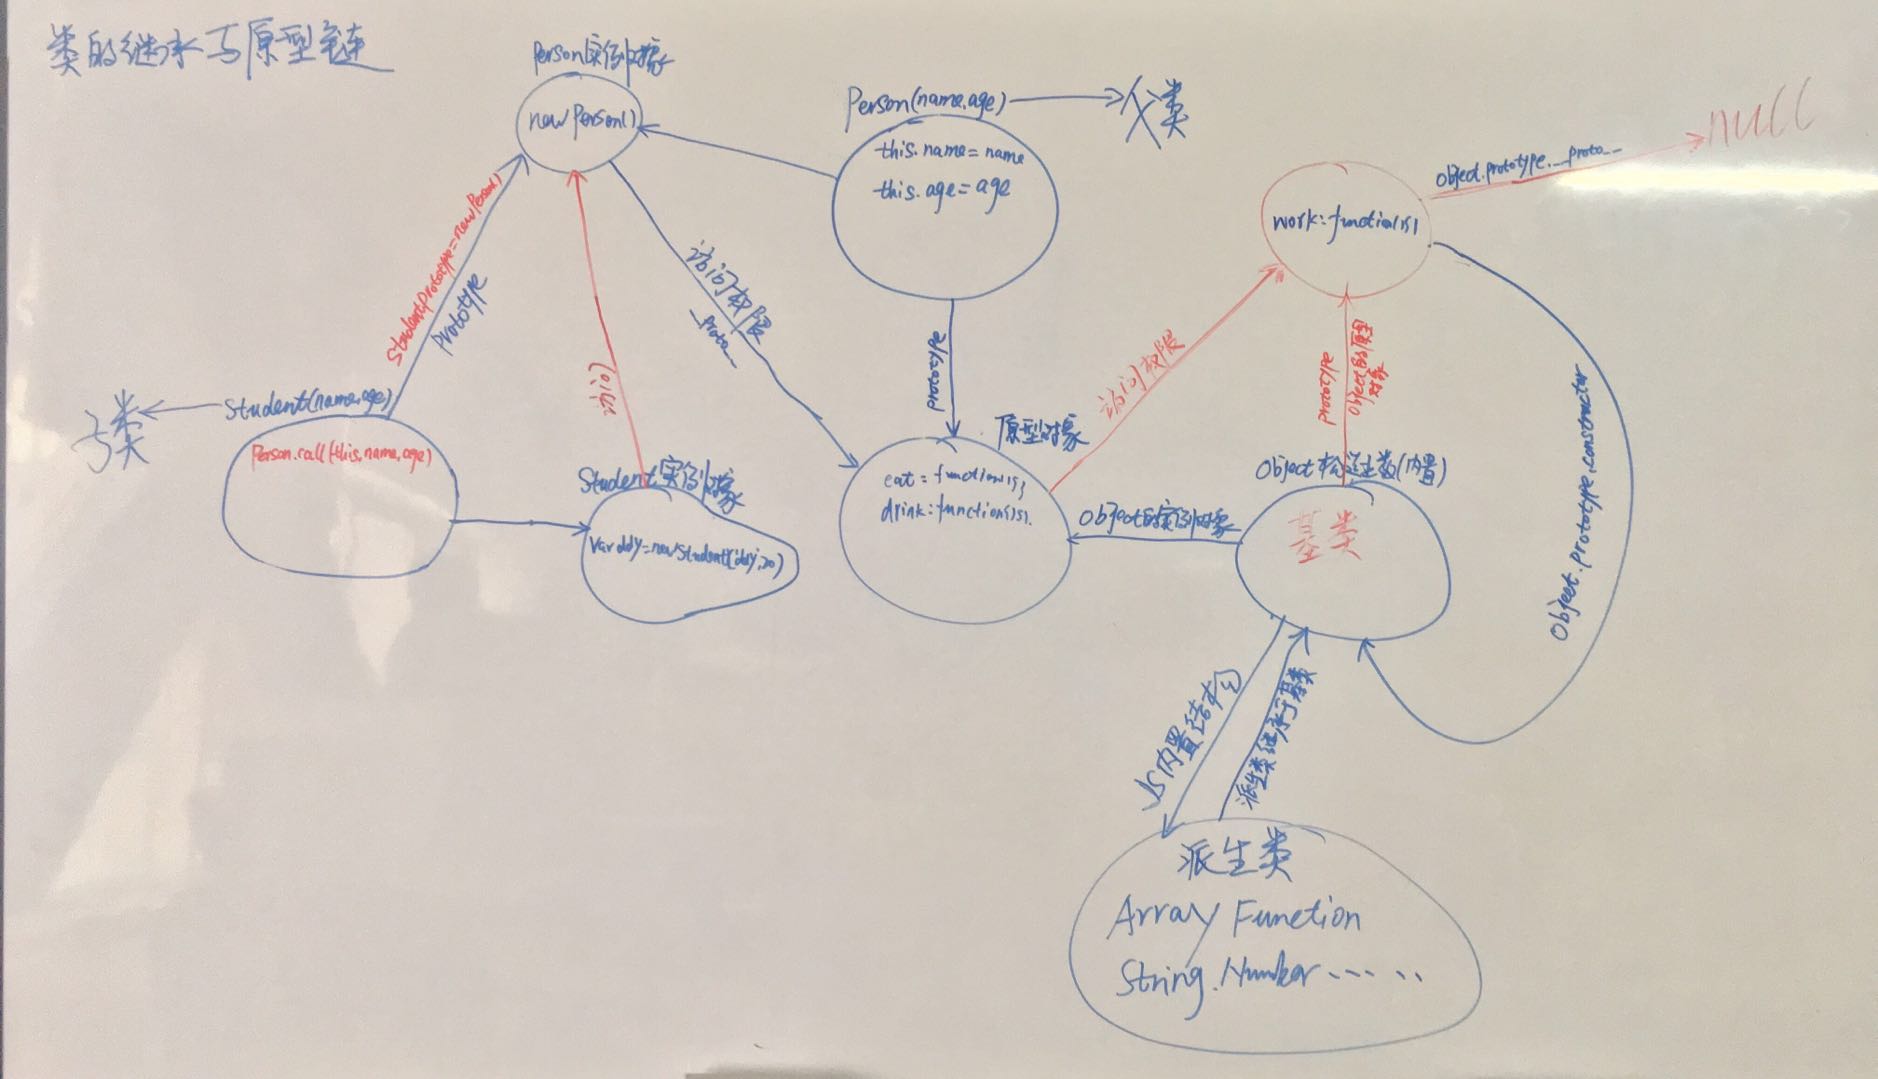 类的继承与原型链
Person实例对象
new Person()
Person(name,age)
父类
this.name=name
this.age=age
null
Object.prototype.__proto__
work:function(){}
Student.prototype=new Person()
prototype
访问权限
__proto__
prototype
访问权限
prototype
Object的原型对象
Object.prototype.constructor
子类
Student(name,age)
Person.call(this,name,age)
Student实例对象
var ddy=new Student('ddy',20)
原型对象
eat:function(){}
drink:function(){}.
Object的实例对象
Object构造函数(内置)
基类
JS内置结构
派生类继承于基类
派生类
Array Function
String.Number······